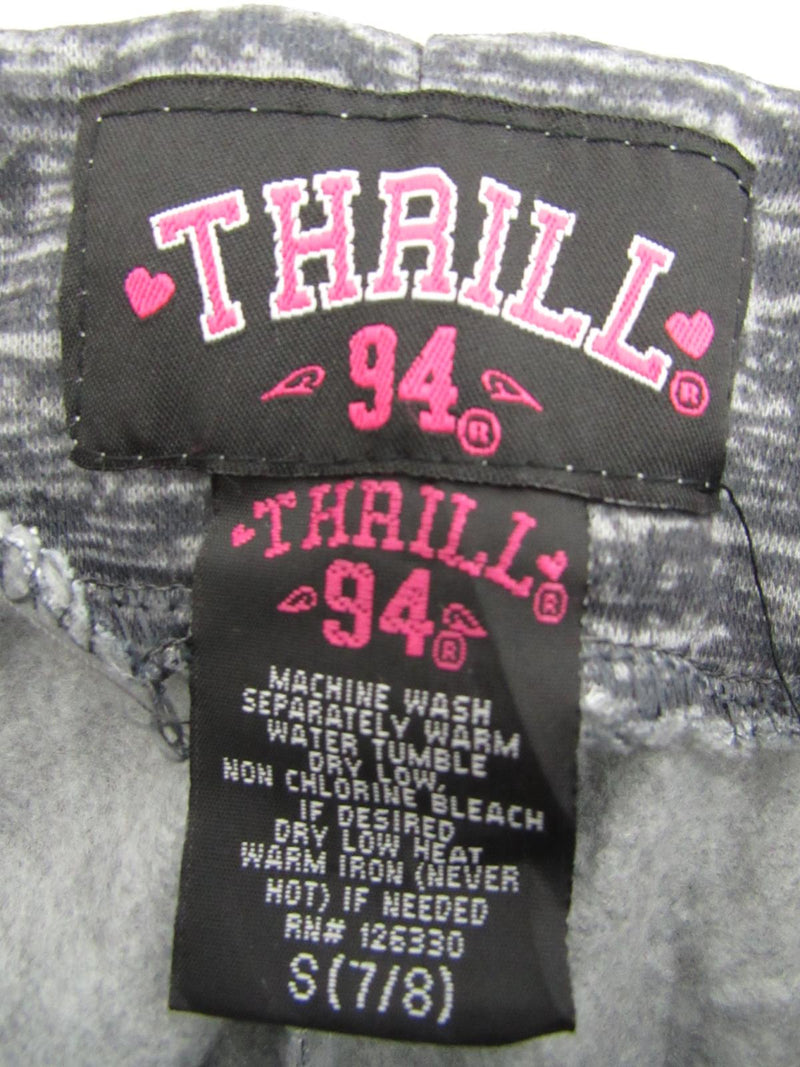 THRILL®
94®
THRILL®
94®
MACHINE WASH
SEPARATELY WARM
WATER TUMBLE
DRY LOW,
NON CHLORINE BLEACH
IF DESIRED
DRY LOW HEAT
WARM IRON (NEVER
HOT) IF NEEDED
RN# 126330
S(7/8)